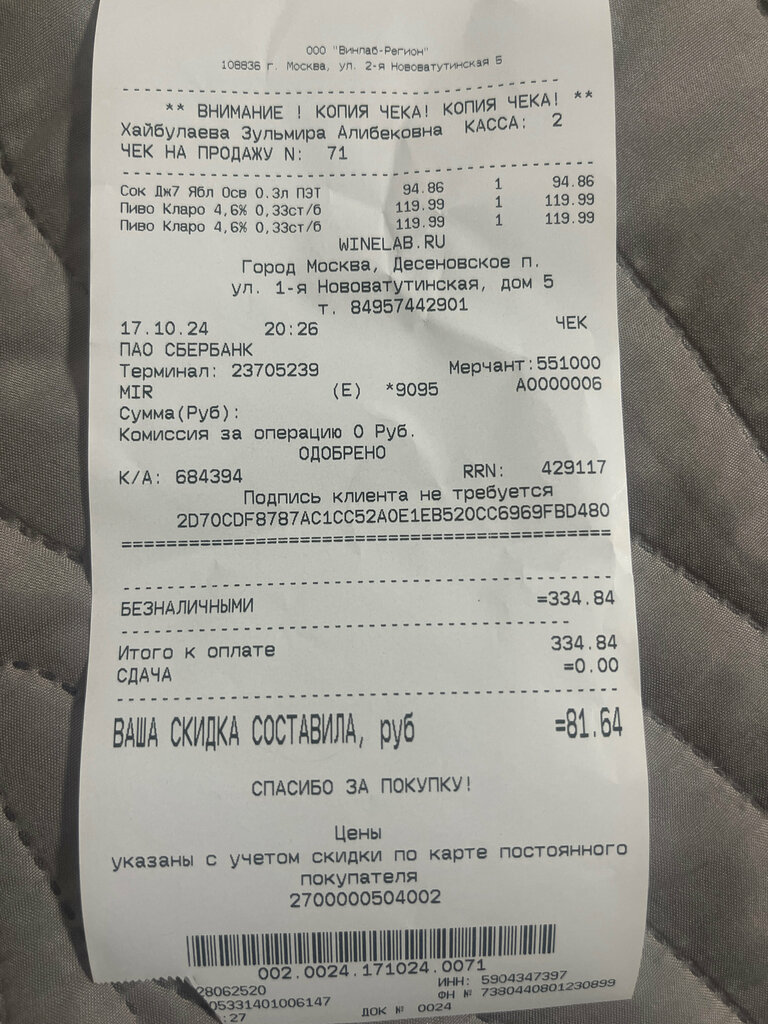 ООО "Винлаб-Регион"
108836 г. Москва, ул. 2-я Нововатутинская 5
** ВНИМАНИЕ ! КОПИЯ ЧЕКА! КОПИЯ ЧЕКА! **
Хайбулаева Зульмира Алибековна КАССА: 2
ЧЕК НА ПРОДАЖУ N: 71
Сок Дж7 Ябл Осв 0.3л ПЭТ 94.86 1 94.86
Пиво Кларо 4,6% 0,33ст/б 119.99 1 119.99
Пиво Кларо 4,6% 0,33ст/б 119.99 1 119.99
WINELAB.RU
Город Москва, Десеновское п.
ул. 1-я Нововатутинская, дом 5
т. 84957442901
17.10.24 20:26 ЧЕК
ПАО СБЕРБАНК
Терминал: 23705239 Мерчант:551000
MIR (E) *9095 A0000006
Сумма(Руб):
Комиссия за операцию 0 Руб.
ОДОБРЕНО
К/А: 684394 RRN: 429117
Подпись клиента не требуется
2D70CDF8787AC1CC52A0E1EB520CC6969FBD480
БЕЗНАЛИЧНЫМИ =334.84
Итого к оплате 334.84
СДАЧА =0.00
ВАША СКИДКА СОСТАВИЛА, руб =81.64
СПАСИБО ЗА ПОКУПКУ!
Цены
указаны с учетом скидки по карте постоянного
покупателя
2700000504002
002.0024.171024.0071
28062520 ИНН: 5904347397
05331401006147 ФН № 7380440801230899
:27 ДОК № 0024